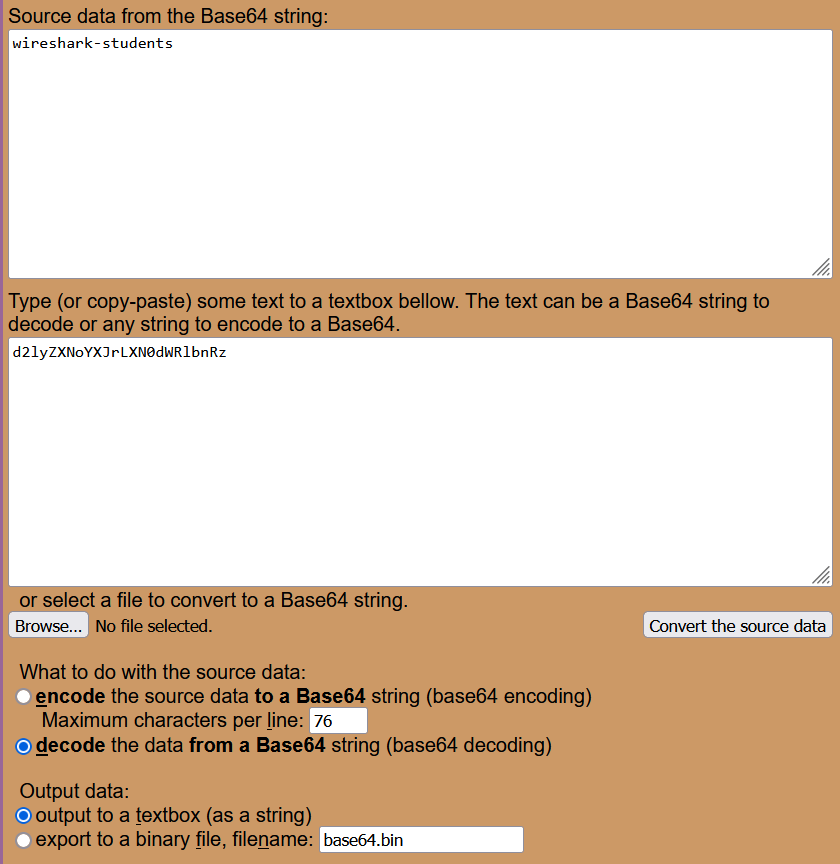 Source data from the Base64 string:
wireshark-students
Type (or copy-paste) some text to a textbox bellow. The text can be a Base64 string to
decode or any string to encode to a Base64.
d2lyZXNoYXJrLXN0dWRlbnRz
or select a file to convert to a Base64 string.
Browse... No file selected. Convert the source data
What to do with the source data:
encode the source data to a Base64 string (base64 encoding)
Maximum characters per line: 76
decode the data from a Base64 string (base64 decoding)
Output data:
output to a textbox (as a string)
export to a binary file, filename: base64.bin